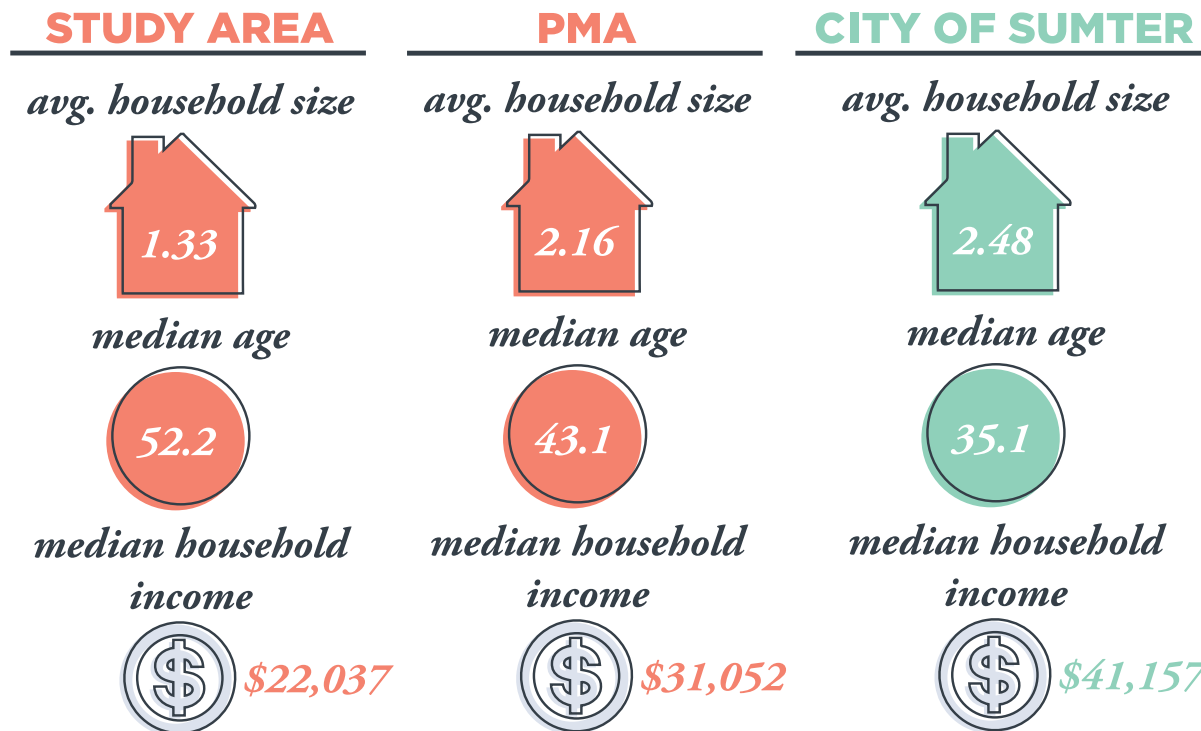 STUDY AREA
avg. household size
1.33
median age
52.2
median household
income
$22,037
PMA
avg. household size
2.16
median age
43.1
median household
income
$31,052
CITY OF SUMTER
avg. household size
2.48
median age
35.1
median household
income
$41,157